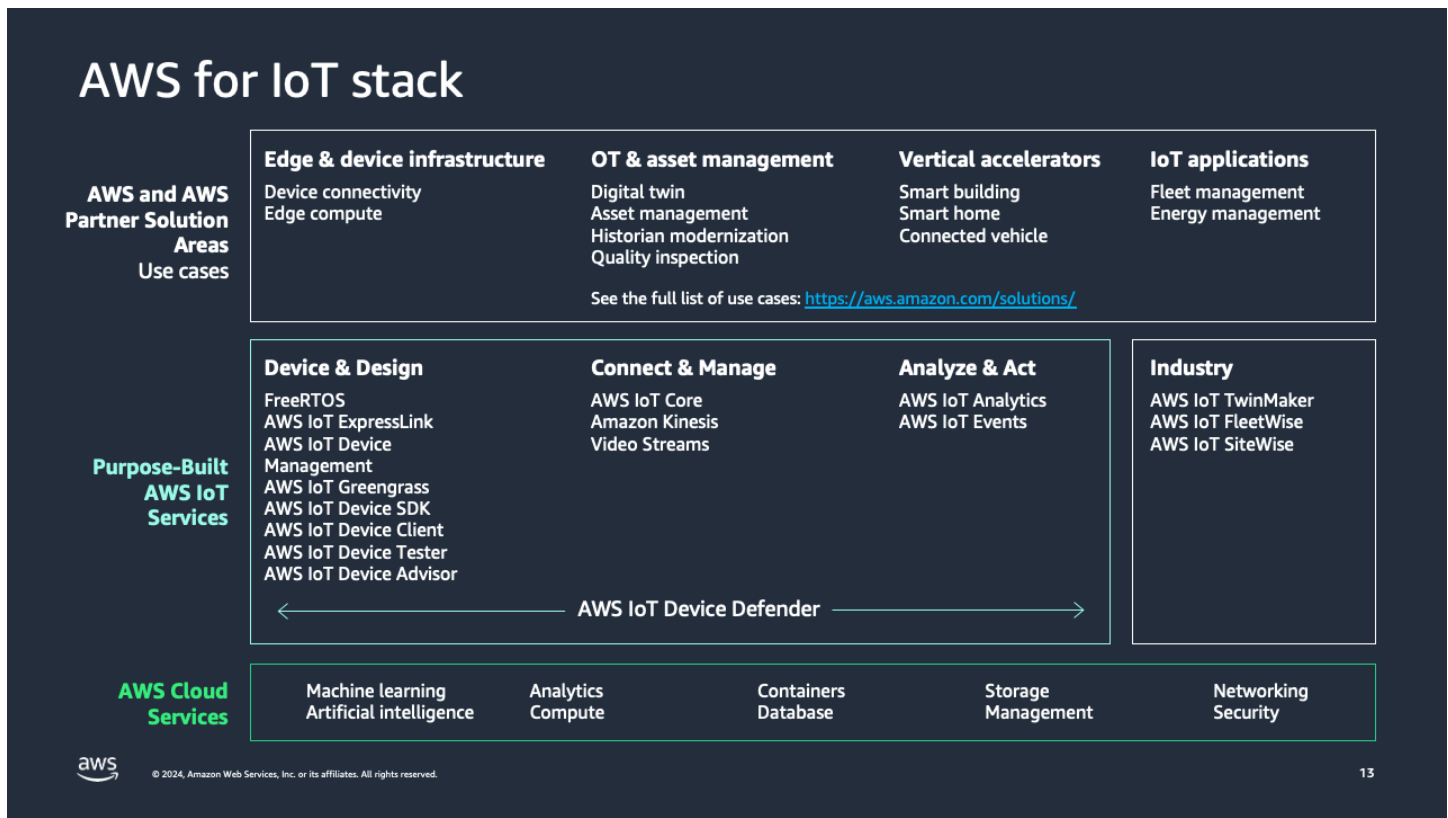 AWS for IoT stack
AWS and AWS
Partner Solution
Areas
Use cases
Edge & device infrastructure
Device connectivity
Edge compute
OT & asset management
Digital twin
Asset management
Historian modernization
Quality inspection
Vertical accelerators
Smart building
Smart home
Connected vehicle
IoT applications
Fleet management
Energy management
See the full list of use cases: https://aws.amazon.com/solutions/
Purpose-Built
AWS IoT
Services
Device & Design
FreeRTOS
AWS IoT ExpressLink
AWS IoT Device
Management
AWS IoT Greengrass
AWS IoT Device SDK
AWS IoT Device Client
AWS IoT Device Tester
AWS IoT Device Advisor
Connect & Manage
AWS IoT Core
Amazon Kinesis
Video Streams
Analyze & Act
AWS IoT Analytics
AWS IoT Events
AWS IoT Device Defender
Industry
AWS IoT TwinMaker
AWS IoT FleetWise
AWS IoT SiteWise
AWS Cloud
Services
Machine learning
Artificial intelligence
Analytics
Compute
Containers
Database
Storage
Management
Networking
Security
aws
© 2024, Amazon Web Services, Inc. or its affiliates. All rights reserved.
13